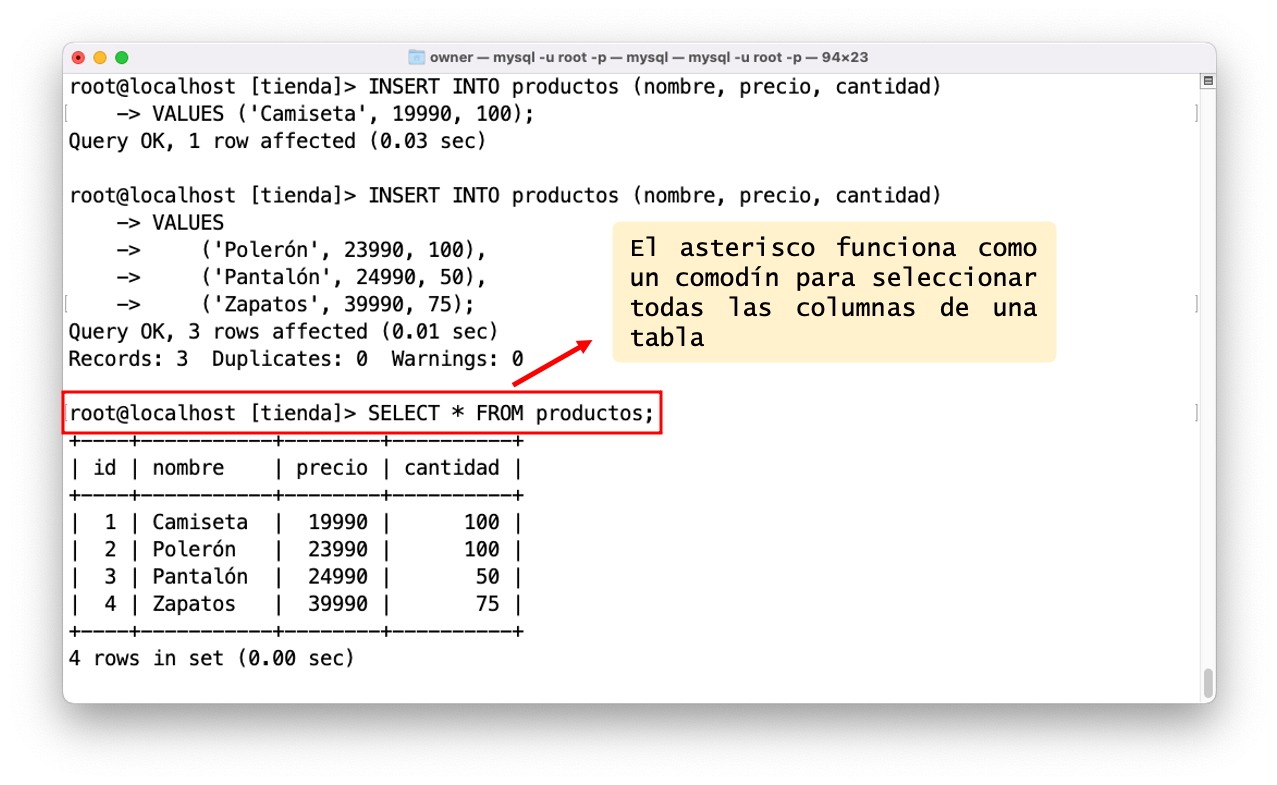 owner — mysql -u root -p — mysql — mysql -u root -p — 94×23
root@localhost [tienda]> INSERT INTO productos (nombre, precio, cantidad)
    -> VALUES ('Camiseta', 19990, 100);
Query OK, 1 row affected (0.03 sec)
root@localhost [tienda]> INSERT INTO productos (nombre, precio, cantidad)
    -> VALUES
    ->     ('Polerón', 23990, 100),
    ->     ('Pantalón', 24990, 50),
    ->     ('Zapatos', 39990, 75);
Query OK, 3 rows affected (0.01 sec)
Records: 3  Duplicates: 0  Warnings: 0
El asterisco funciona como
un comodín para seleccionar
todas las columnas de una
tabla
root@localhost [tienda]> SELECT * FROM productos;
+----+-----------+--------+----------+
| id | nombre    | precio | cantidad |
+----+-----------+--------+----------+
|  1 | Camiseta  |  19990 |      100 |
|  2 | Polerón   |  23990 |      100 |
|  3 | Pantalón  |  24990 |       50 |
|  4 | Zapatos   |  39990 |       75 |
+----+-----------+--------+----------+
4 rows in set (0.00 sec)